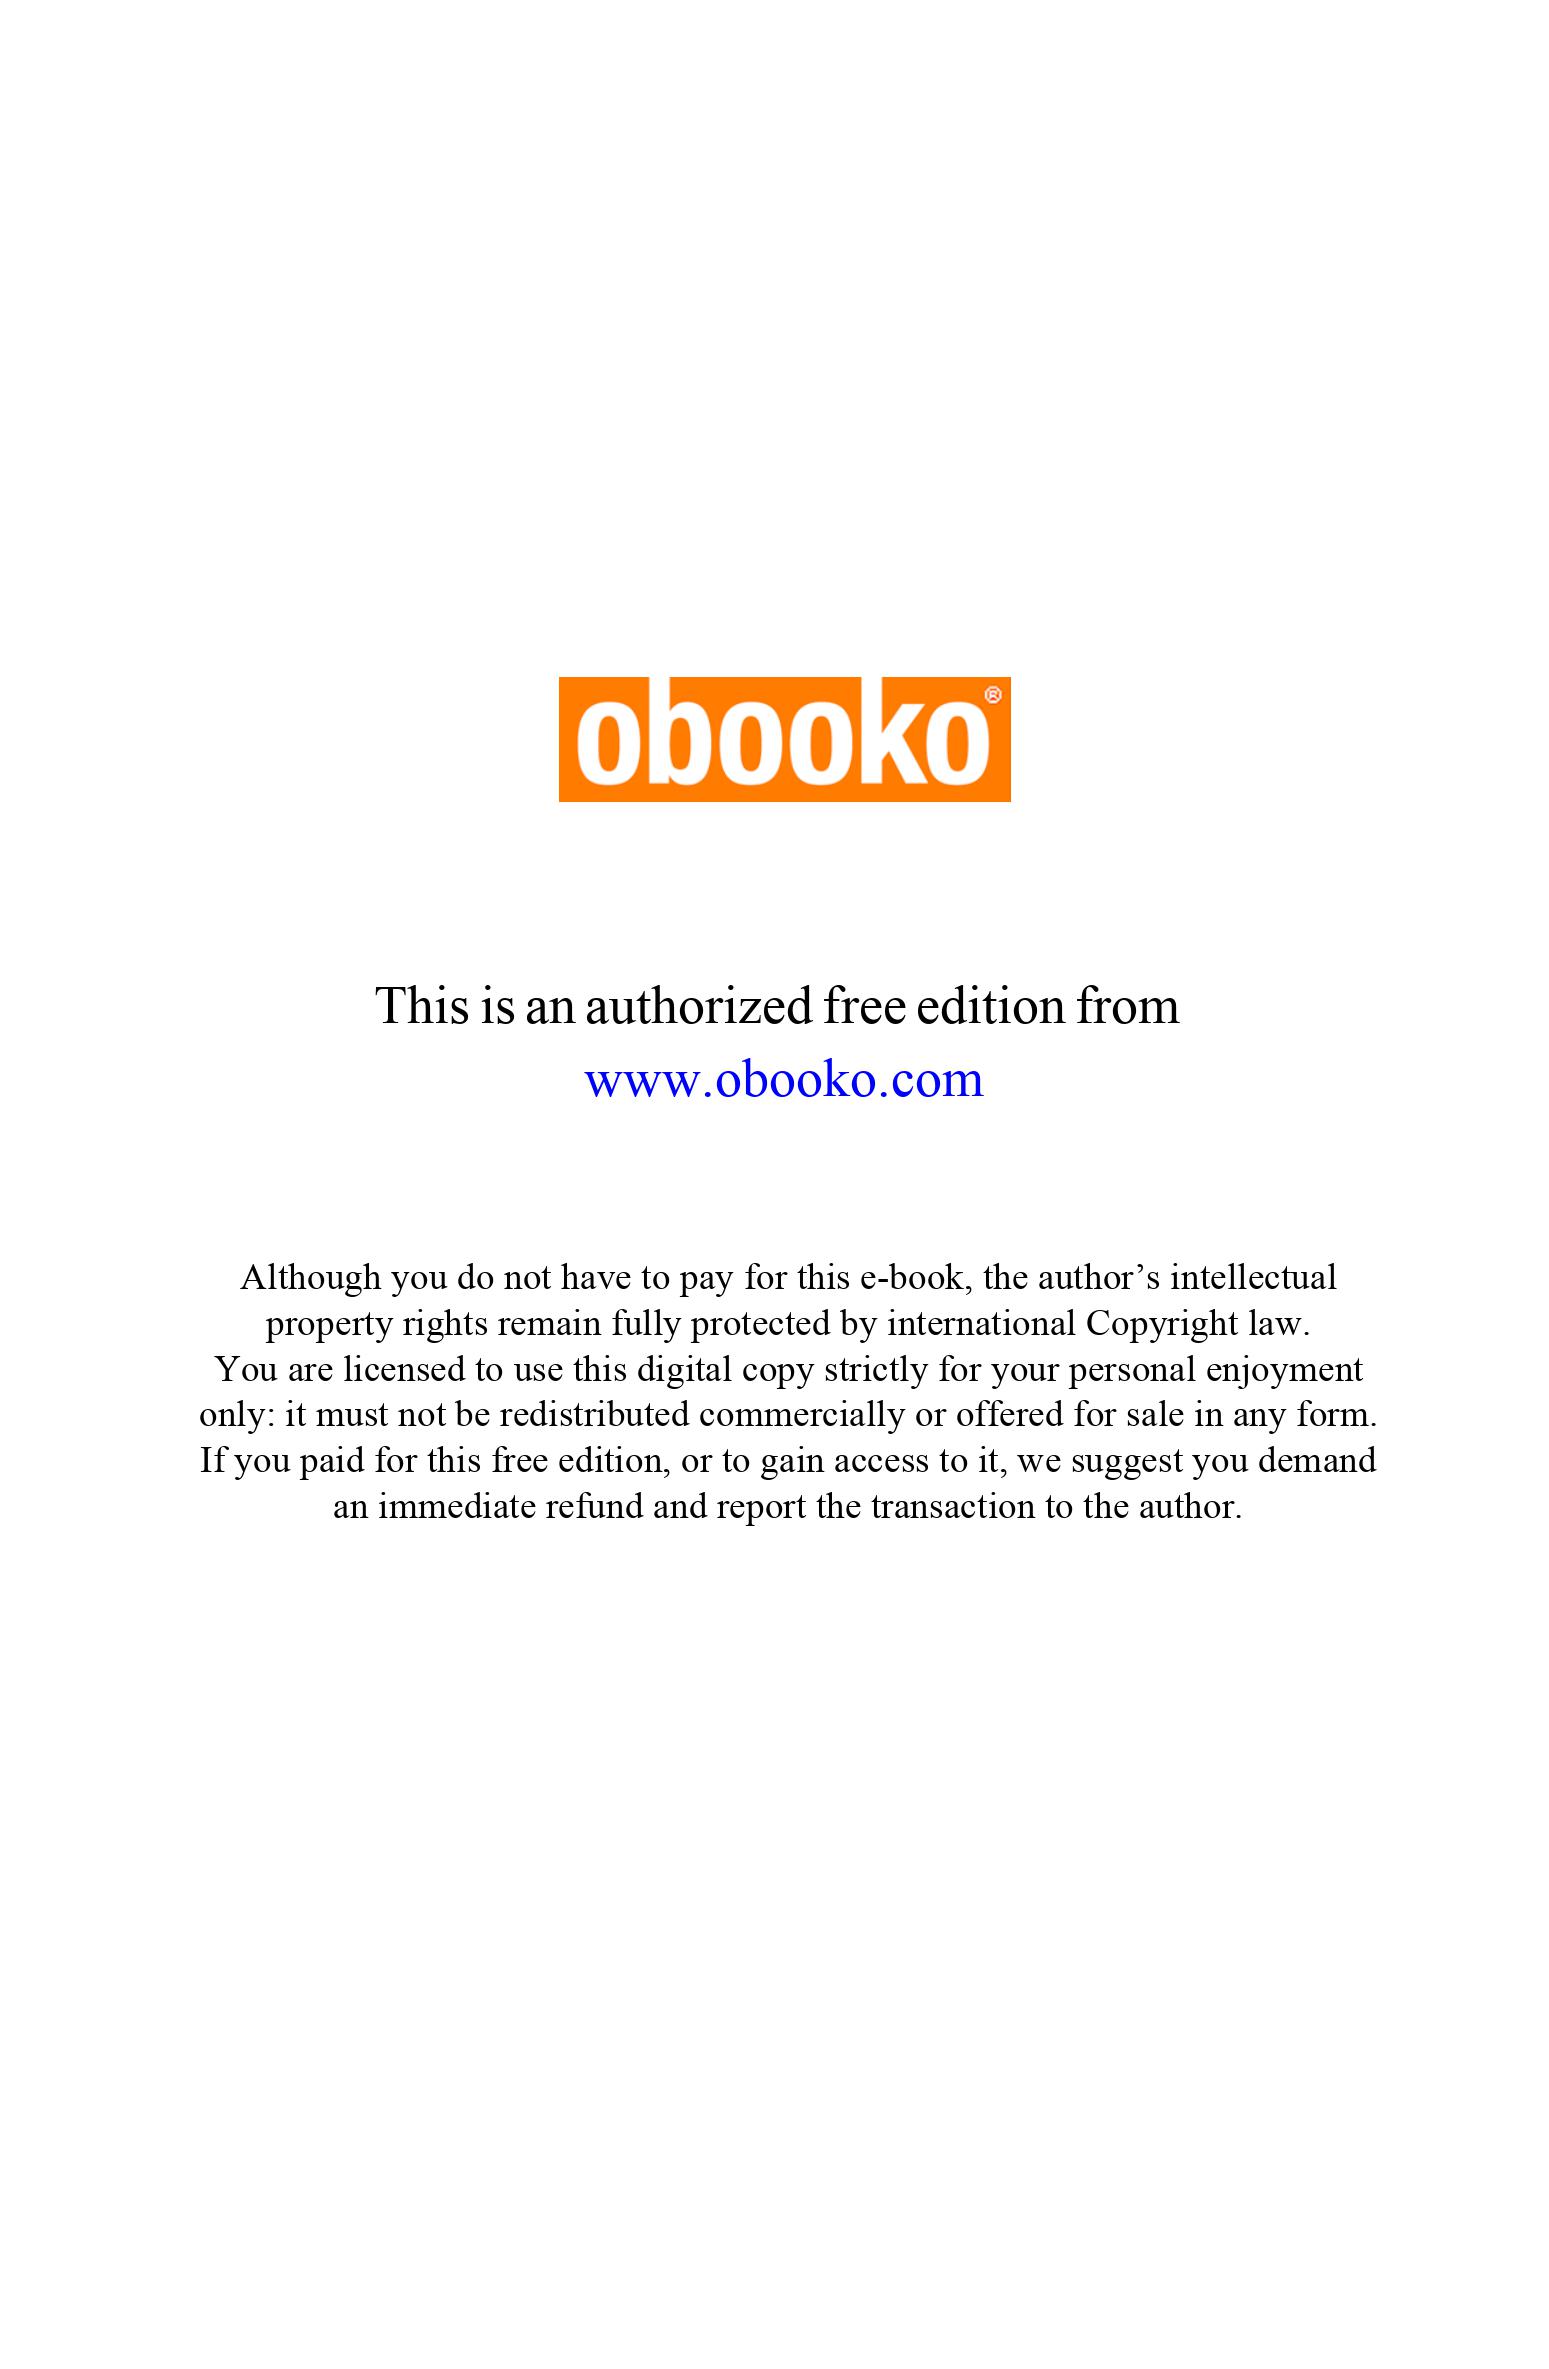 obooko®
This is an authorized free edition from
www.obooko.com
Although you do not have to pay for this e-book, the author’s intellectual
property rights remain fully protected by international Copyright law.
You are licensed to use this digital copy strictly for your personal enjoyment
only: it must not be redistributed commercially or offered for sale in any form.
If you paid for this free edition, or to gain access to it, we suggest you demand
an immediate refund and report the transaction to the author.